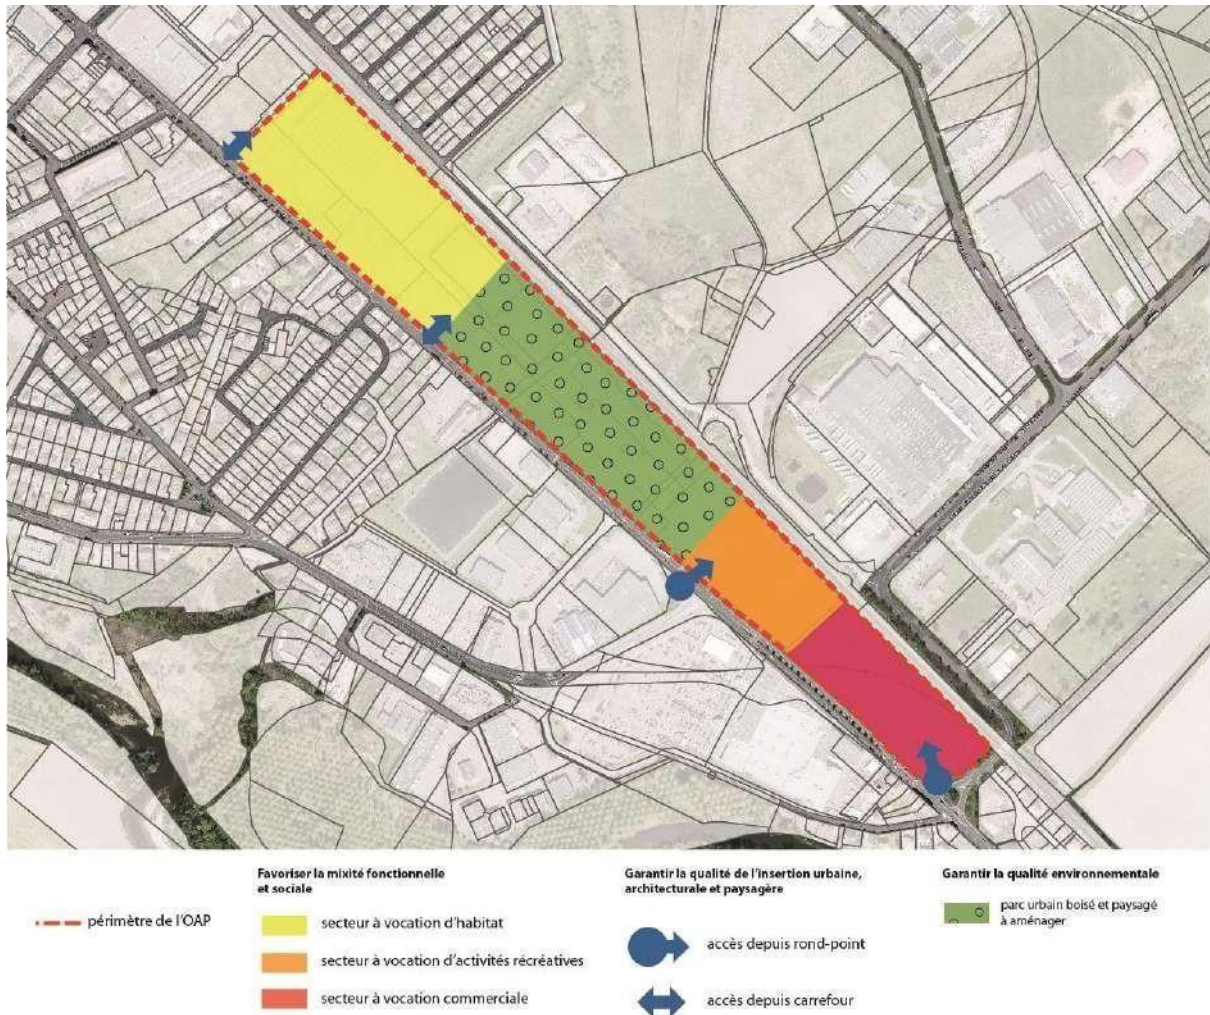 Favoriser la mixité fonctionnelle
et sociale
Garantir la qualité de l'insertion urbaine,
architecturale et paysagère
Garantir la qualité environnementale
périmètre de l'OAP
secteur à vocation d'habitat
secteur à vocation d'activités récréatives
secteur à vocation commerciale
accès depuis rond-point
accès depuis carrefour
parc urbain boisé et paysagé
à aménager